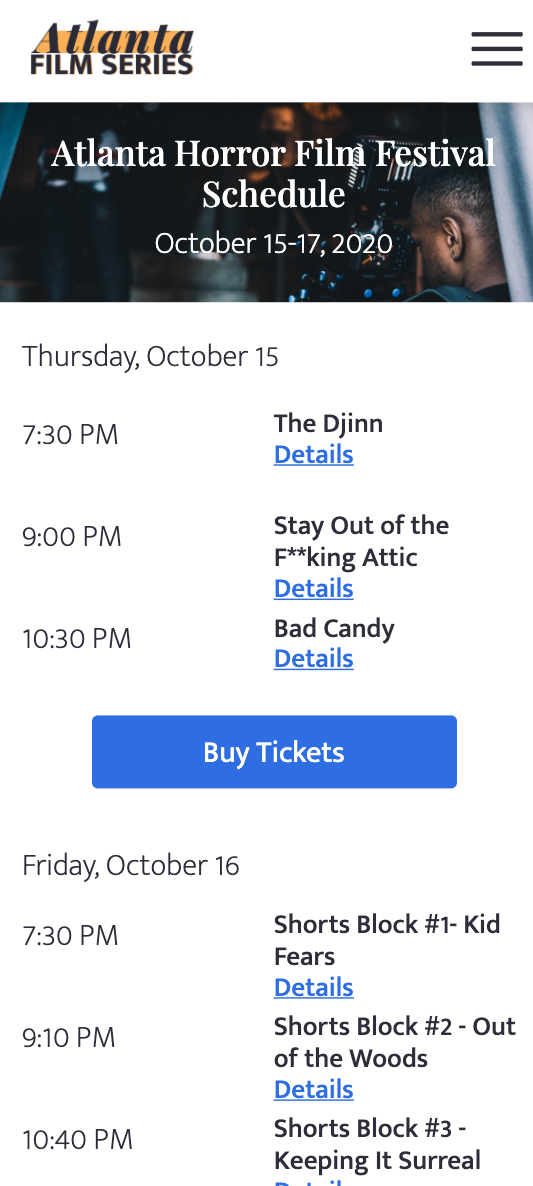 Atlanta
FILM SERIES
Atlanta Horror Film Festival
Schedule
October 15-17, 2020
Thursday, October 15
7:30 PM
The Djinn
Details
9:00 PM
Stay Out of the
F**king Attic
Details
10:30 PM
Bad Candy
Details
Buy Tickets
Friday, October 16
7:30 PM
Shorts Block #1- Kid
Fears
Details
9:10 PM
Shorts Block #2 - Out
of the Woods
Details
10:40 PM
Shorts Block #3 -
Keeping It Surreal
Details